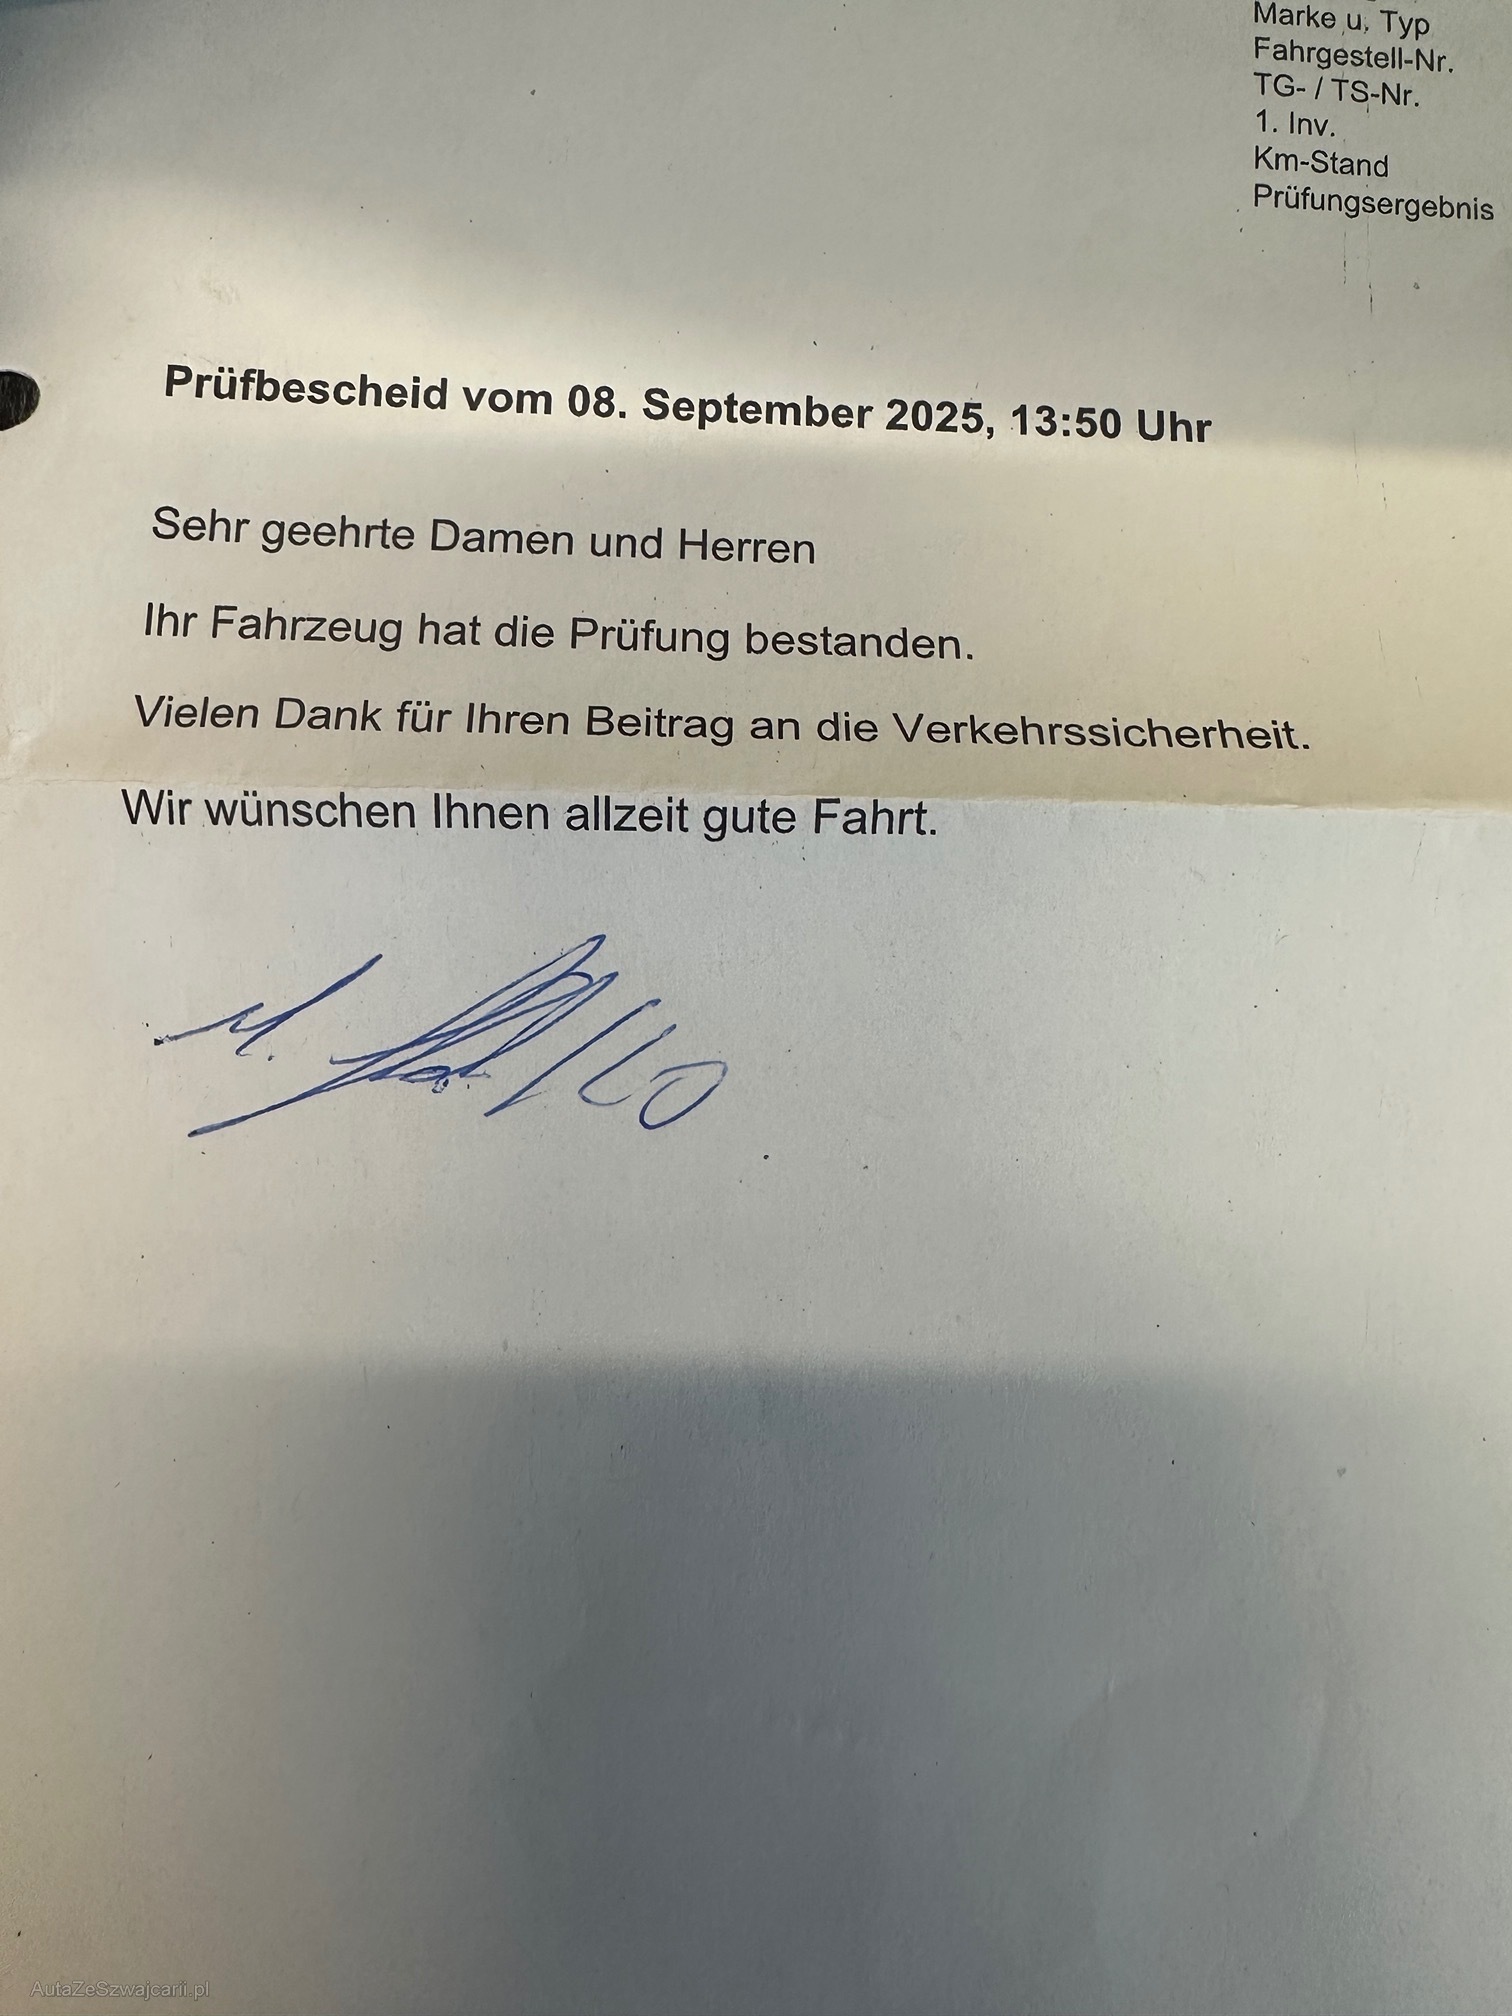 Marke u. Typ
Fahrgestell-Nr.
TG- / TS-Nr.
1. Inv.
Km-Stand
Prüfungsergebnis
Prüfbescheid vom 08. September 2025, 13:50 Uhr
Sehr geehrte Damen und Herren
Ihr Fahrzeug hat die Prüfung bestanden.
Vielen Dank für Ihren Beitrag an die Verkehrssicherheit.
Wir wünschen Ihnen allzeit gute Fahrt.
AutaZeSzwajcarii.pl